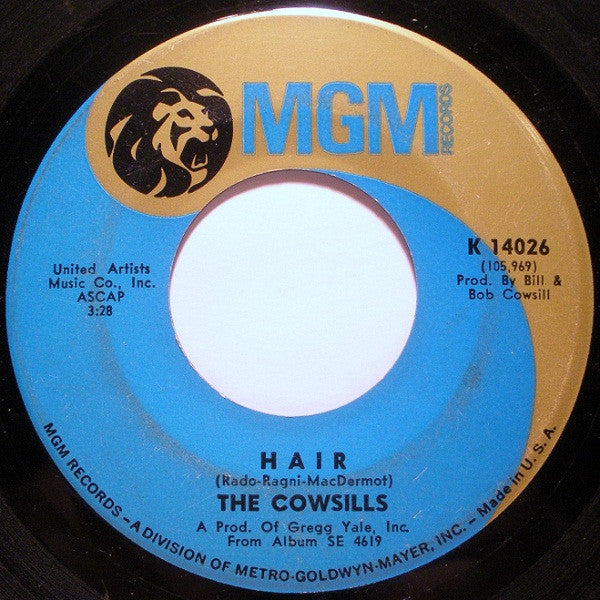 MGM
RECORDS
K 14026
(105,969)
Prod. By Bill &
Bob Cowsill
United Artists
Music Co., Inc.
ASCAP
3:28
HAIR
(Rado-Ragni-MacDermot)
THE COWSILLS
A Prod. Of Gregg Yale, Inc.
From Album SE 4619
MGM RECORDS – A DIVISION OF METRO-GOLDWYN-MAYER, INC. – Made in U. S. A.